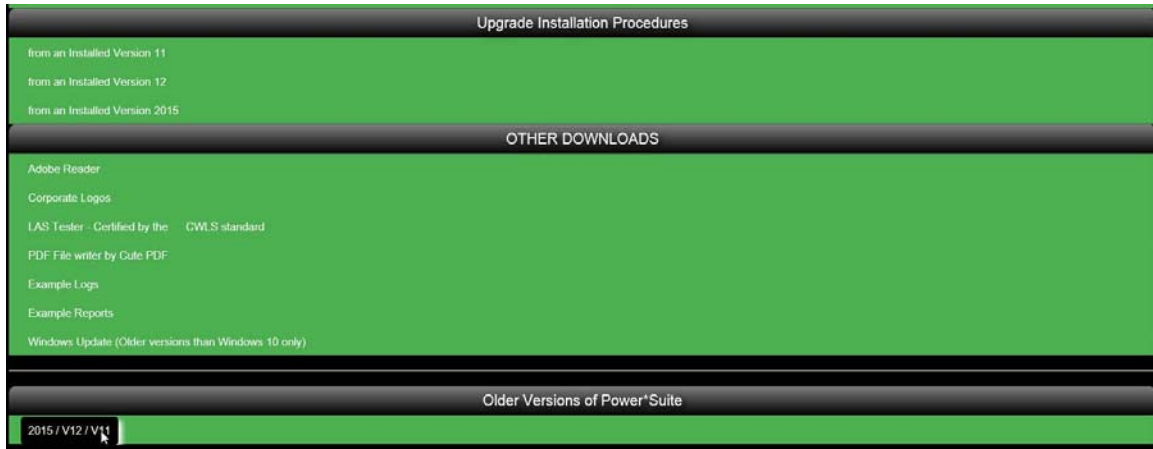 Upgrade Installation Procedures
from an Installed Version 11
from an Installed Version 12
from an Installed Version 2015
OTHER DOWNLOADS
Adobe Reader
Corporate Logos
LAS Tester - Certified by the CWLS standard
PDF File writer by Cute PDF
Example Logs
Example Reports
Windows Update (Older versions than Windows 10 only)
Older Versions of Power*Suite
2015 / V12 / V11